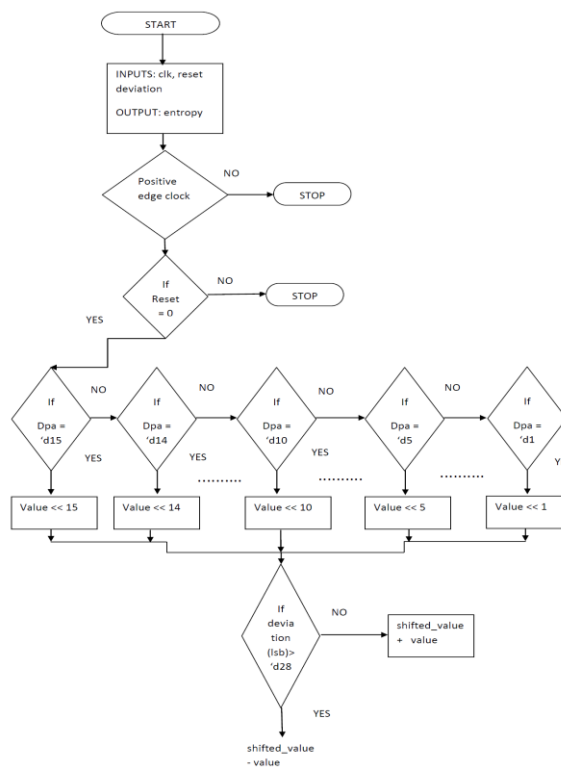 START
INPUTS: clk, reset
deviation
OUTPUT: entropy
Positive
edge clock
NO
STOP
If
Reset
= 0
NO
STOP
YES
If
Dpa =
‘d15
NO
YES
If
Dpa =
‘d14
NO
YES
If
Dpa =
‘d10
NO
YES
If
Dpa =
‘d5
NO
If
Dpa =
‘d1
.........
.........
.........
Value << 15
Value << 14
Value << 10
Value << 5
Value << 1
If
devia
tion
(lsb)>
‘d28
NO
shifted_value
+ value
YES
shifted_value
- value